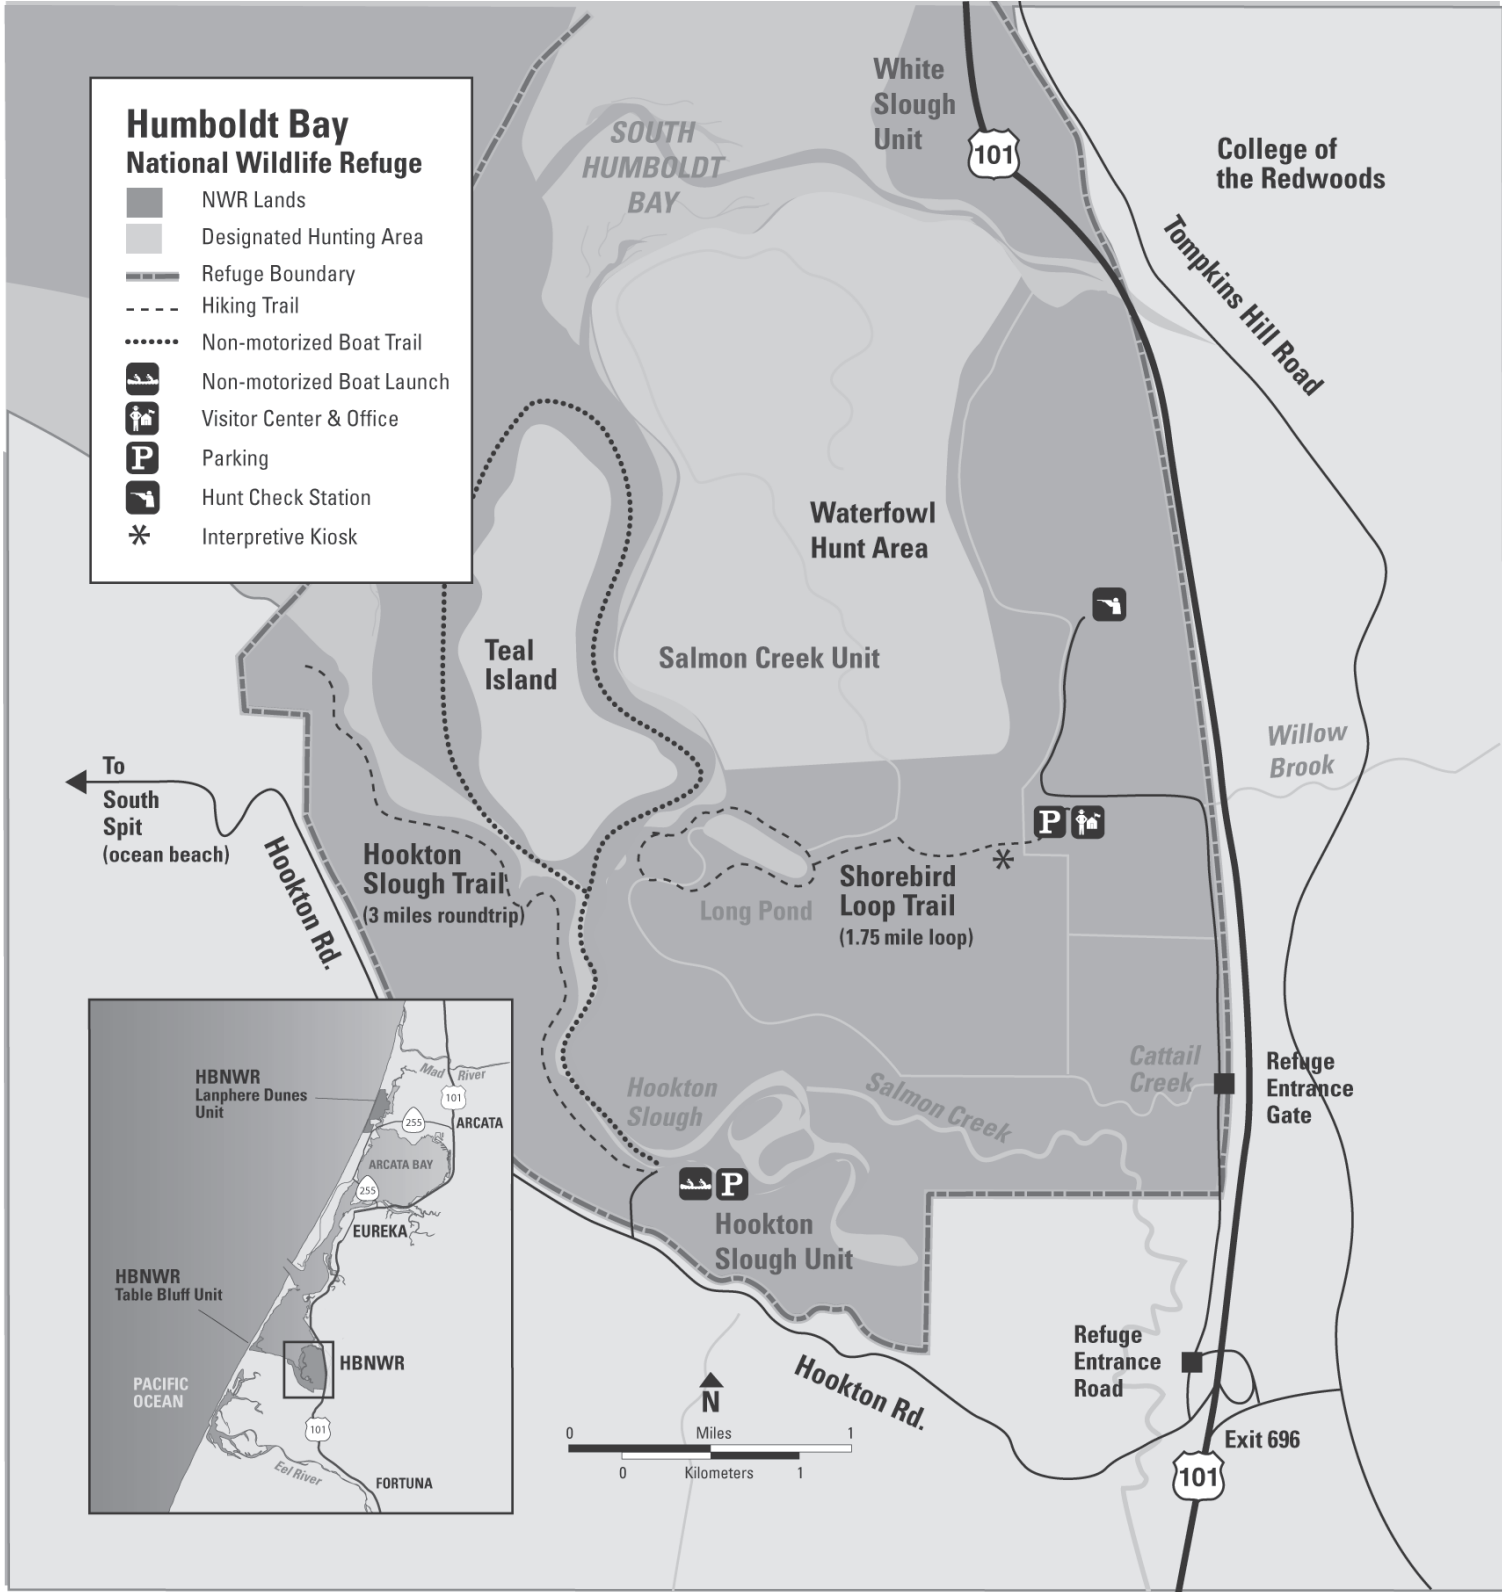 Humboldt Bay
National Wildlife Refuge
NWR Lands
Designated Hunting Area
Refuge Boundary
Hiking Trail
Non-motorized Boat Trail
Non-motorized Boat Launch
Visitor Center & Office
P
Parking
Hunt Check Station
Interpretive Kiosk
SOUTH
HUMBOLDT
BAY
White
Slough
Unit
101
College of
the Redwoods
Tompkins Hill Road
Waterfowl
Hunt Area
Teal
Island
Salmon Creek Unit
Willow
Brook
To
South
Spit
(ocean beach)
Hookton Rd.
Hookton
Slough Trail
(3 miles roundtrip)
P
Shorebird
Loop Trail
(1.75 mile loop)
Long Pond
Cattail
Creek
Refuge
Entrance
Gate
Hookton
Slough
Salmon Creek
P
Hookton
Slough Unit
Refuge
Entrance
Road
Hookton Rd.
Exit 696
101
N
0 Miles 1
0 Kilometers 1
HBNWR
Lanphere Dunes
Unit
Mad River
101
255
ARCATA
ARCATA BAY
255
EUREKA
HBNWR
Table Bluff Unit
HBNWR
PACIFIC
OCEAN
101
Eel River
FORTUNA